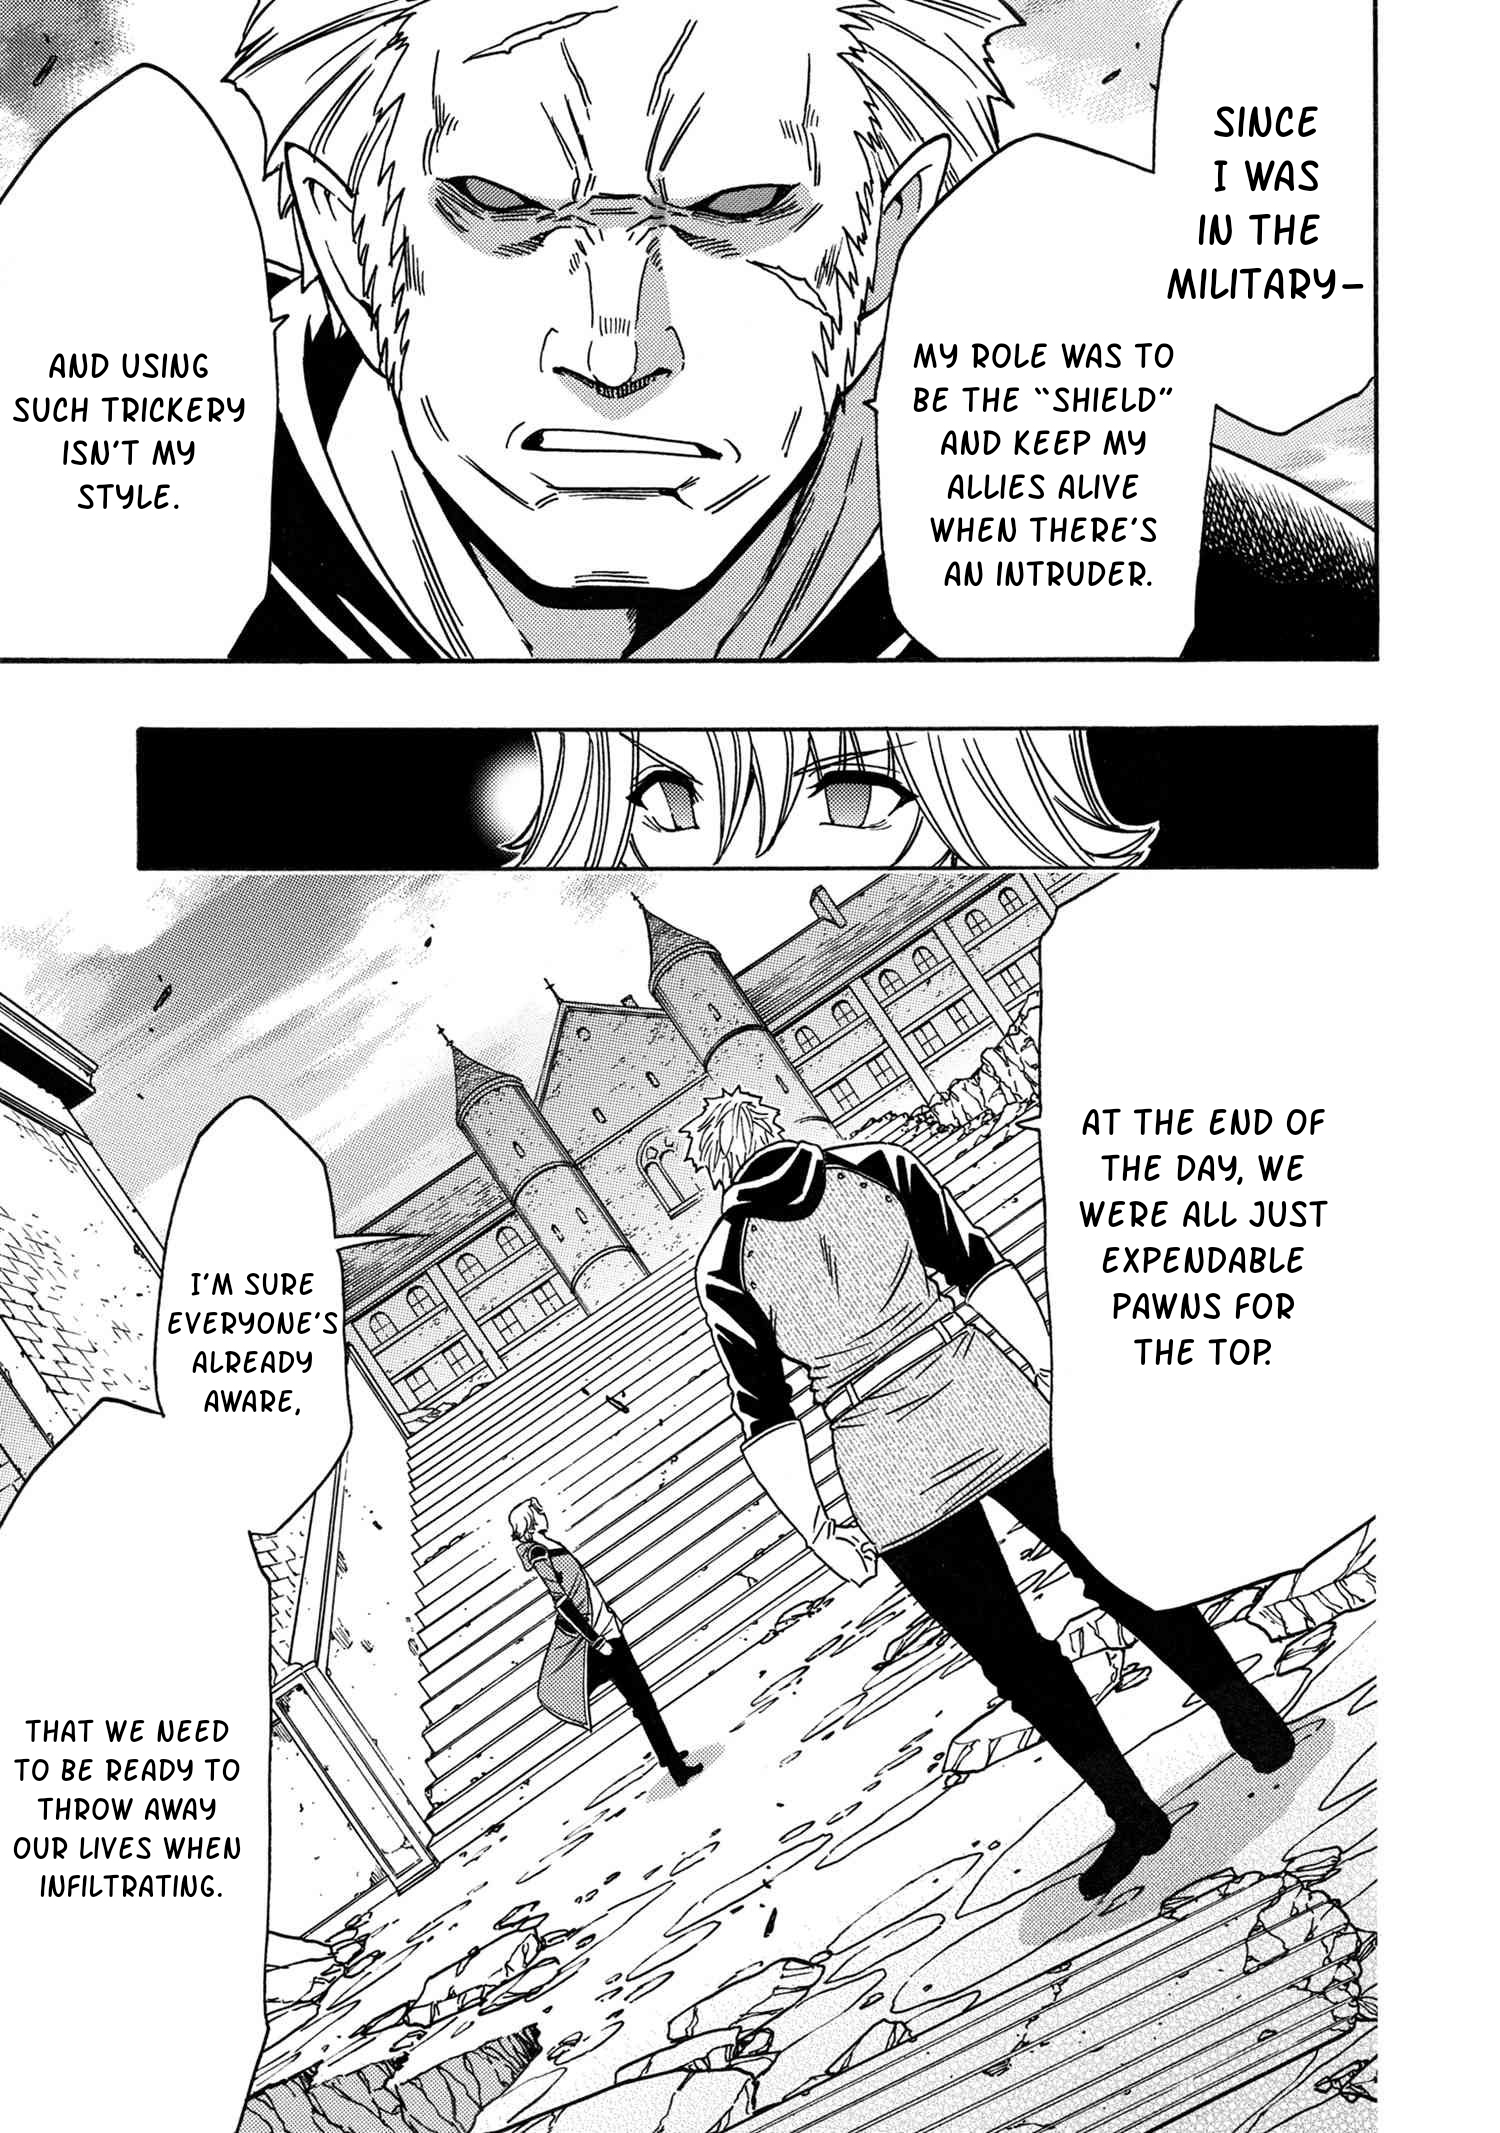 SINCE
I WAS
IN THE
MILITARY—
MY ROLE WAS TO
BE THE “SHIELD”
AND KEEP MY
ALLIES ALIVE
WHEN THERE'S
AN INTRUDER.
AND USING
SUCH TRICKERY
ISN'T MY
STYLE.
AT THE END OF
THE DAY, WE
WERE ALL JUST
EXPENDABLE
PAWNS FOR
THE TOP.
I'M SURE
EVERYONE'S
ALREADY
AWARE,
THAT WE NEED
TO BE READY TO
THROW AWAY
OUR LIVES WHEN
INFILTRATING.